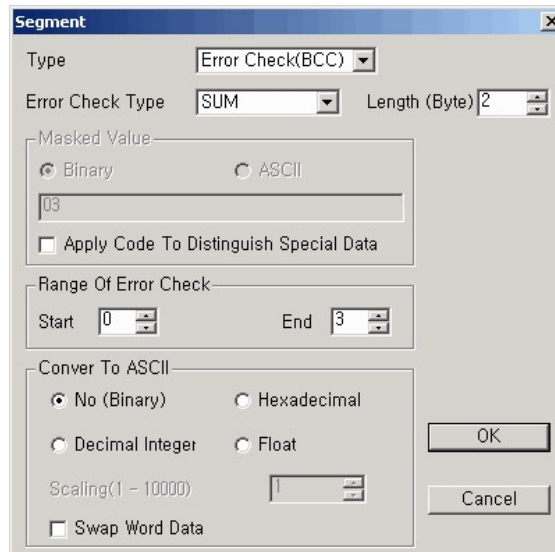 Segment
Type Error Check(BCC)
Error Check Type SUM Length (Byte) 2
Masked Value
Binary ASCII
03
Apply Code To Distinguish Special Data
Range Of Error Check
Start 0 End 3
Conver To ASCII
No (Binary) Hexadecimal
Decimal Integer Float
OK
Scaling(1 - 10000) 1
Cancel
Swap Word Data